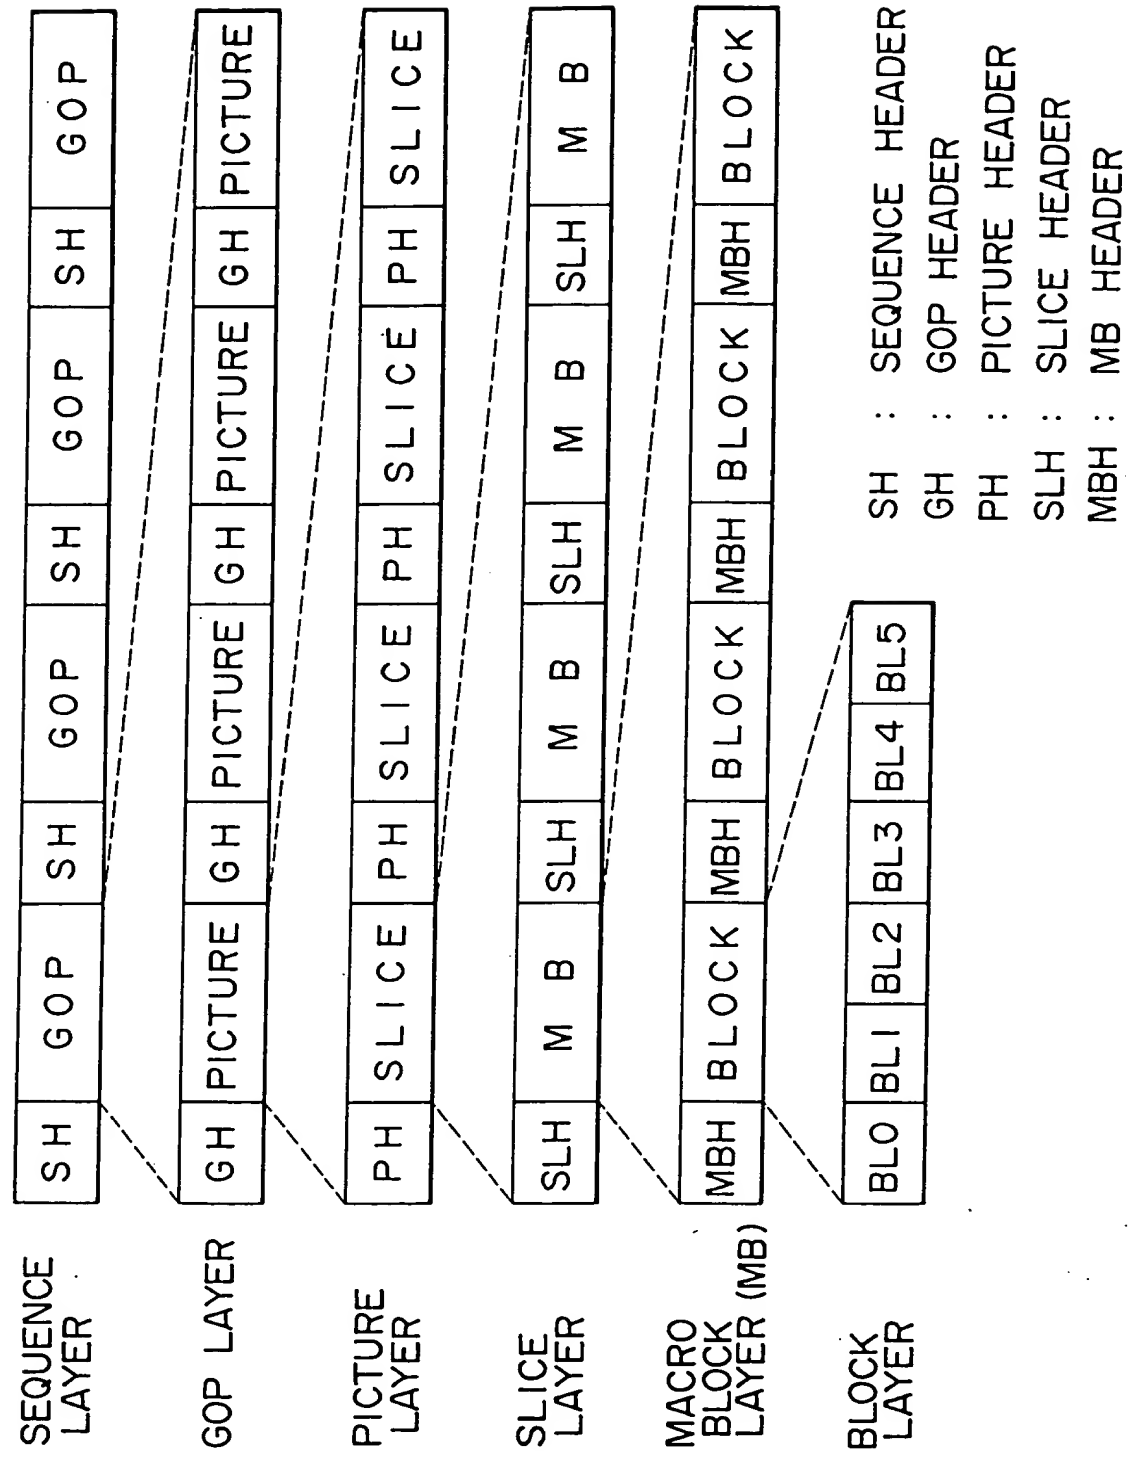 SEQUENCE
LAYER
SH GOP SH GOP SH GOP SH GOP
GOP LAYER
GH PICTURE GH PICTURE GH PICTURE GH PICTURE
PICTURE
LAYER
PH SLICE PH SLICE PH SLICE PH SLICE
SLICE
LAYER
SLH M B SLH M B SLH M B SLH M B
MACRO
BLOCK
LAYER (MB)
MBH BLOCK MBH BLOCK MBH BLOCK MBH BLOCK
BLOCK
LAYER
BL0 BL1 BL2 BL3 BL4 BL5
SH : SEQUENCE HEADER
GH : GOP HEADER
PH : PICTURE HEADER
SLH : SLICE HEADER
MBH : MB HEADER